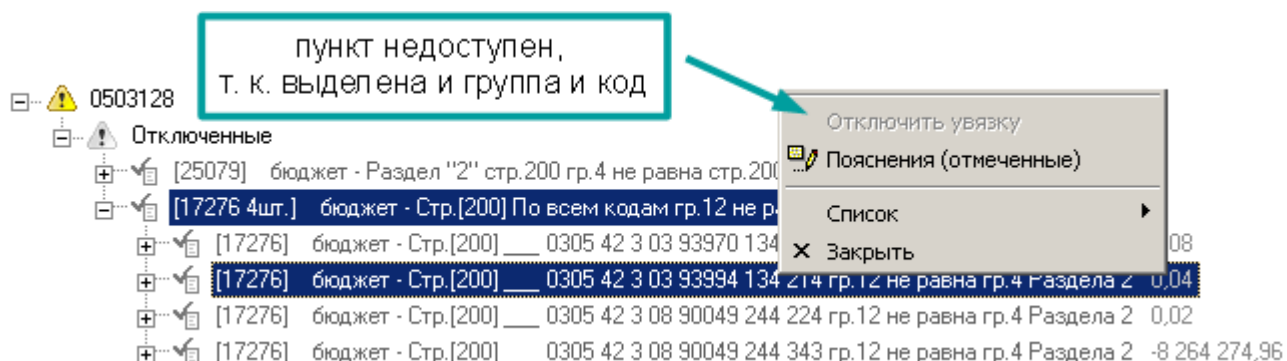 пункт недоступен,
т. к. выделена и группа и код
0503128
Отключенные
[25079] бюджет - Раздел "2" стр.200 гр.4 не равна стр.200
[17276 4шт.] бюджет - Стр.[200] По всем кодам гр.12 не р
[17276] бюджет - Стр.[200] ___ 0305 42 3 03 93970 134 08
[17276] бюджет - Стр.[200] ___ 0305 42 3 03 93994 134 214 гр.12 не равна гр.4 Раздела 2 0,04
[17276] бюджет - Стр.[200] ___ 0305 42 3 08 90049 244 224 гр.12 не равна гр.4 Раздела 2 0,02
[17276] бюджет - Стр.[200] ___ 0305 42 3 08 90049 244 343 гр.12 не равна гр.4 Раздела 2 -8 264 274,96
Отключить увязку
Пояснения (отмеченные)
Список
Закрыть